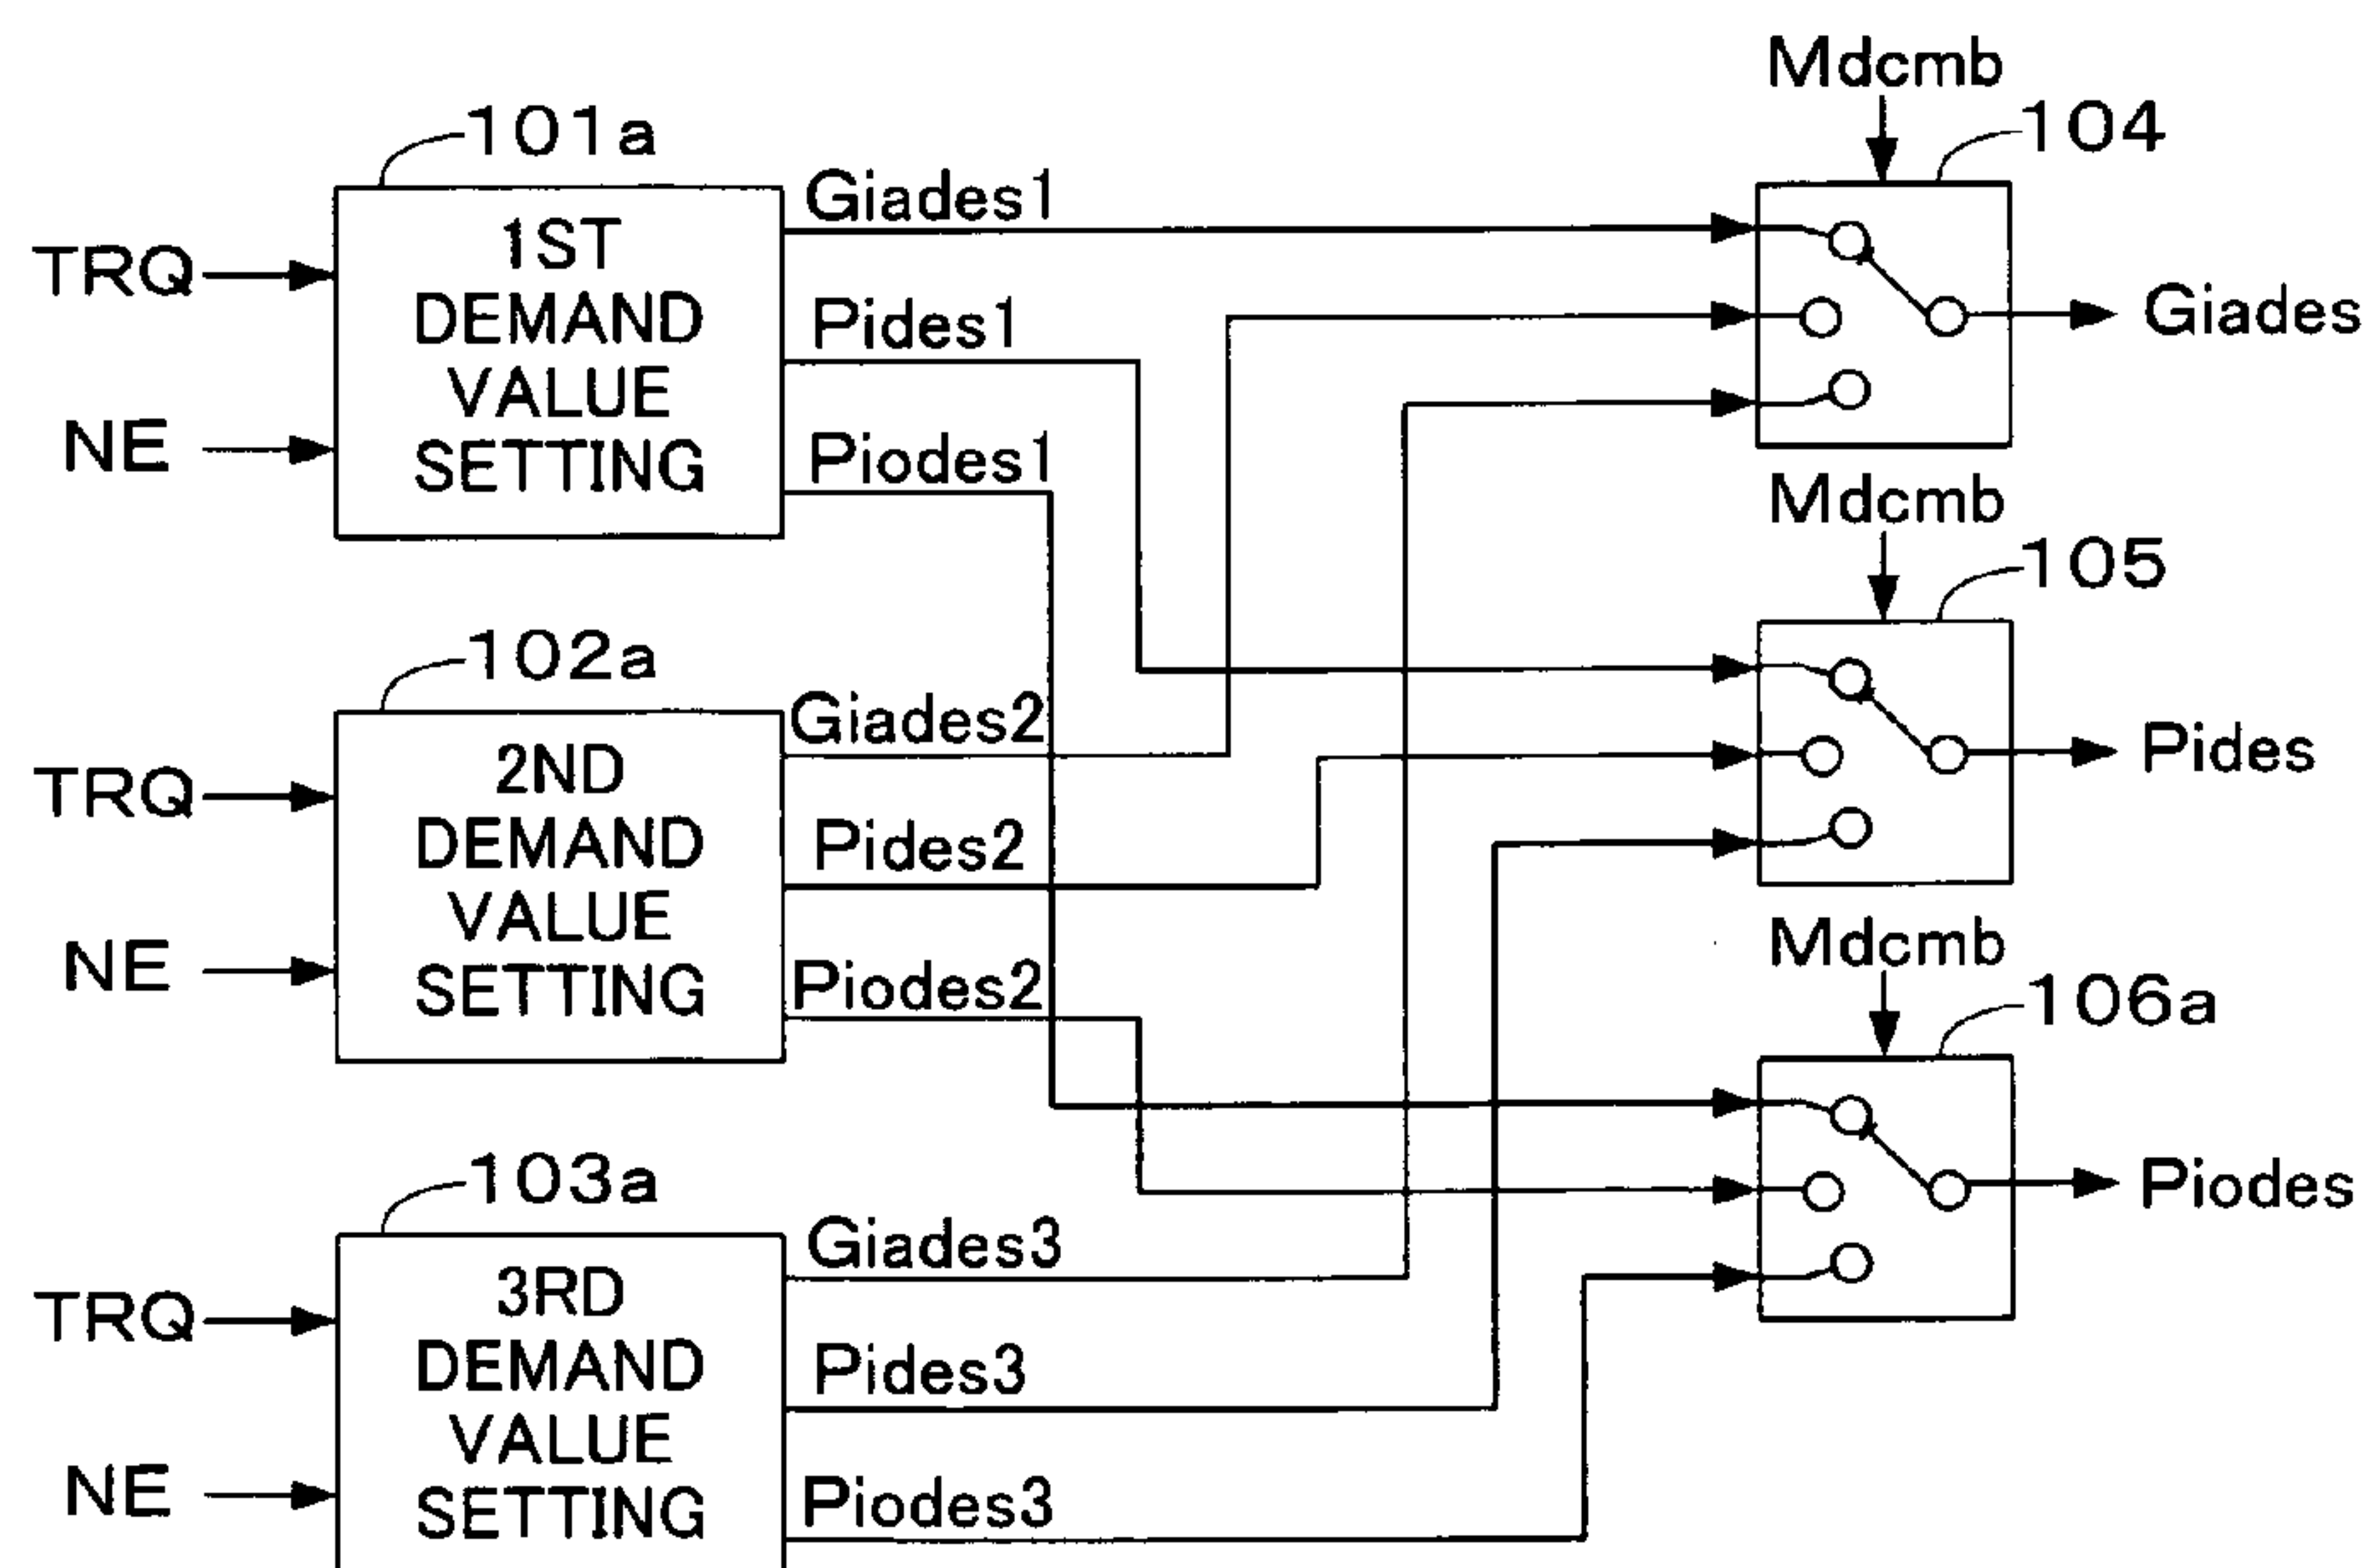 Mdcmb
101a
104
Giades1
TRQ
1ST
DEMAND
VALUE
SETTING
Pides1
Giades
NE
Piodes1
Mdcmb
105
102a
Giades2
TRQ
2ND
DEMAND
VALUE
SETTING
Pides2
Pides
NE
Piodes2
Mdcmb
106a
103a
Giades3
TRQ
3RD
DEMAND
VALUE
SETTING
Pides3
Piodes
NE
Piodes3